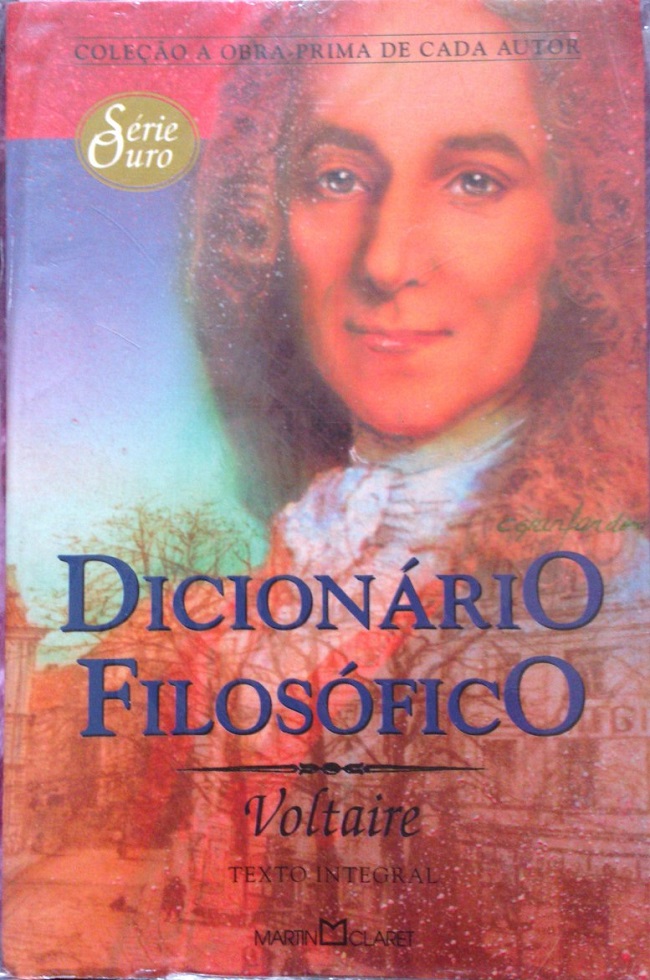 COLEÇÃO A OBRA-PRIMA DE CADA AUTOR
Série
Ouro
DICIONÁRIO
FILOSÓFICO
Voltaire
TEXTO INTEGRAL
MARTIN CLARET